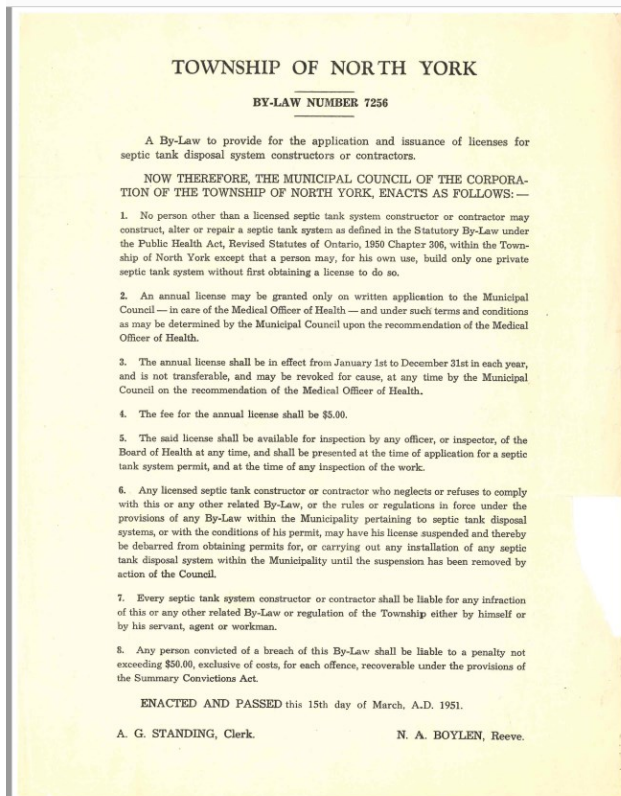 TOWNSHIP OF NORTH YORK
BY-LAW NUMBER 7256
A By-Law to provide for the application and issuance of licenses for
septic tank disposal system constructors or contractors.
NOW THEREFORE, THE MUNICIPAL COUNCIL OF THE CORPORA-
TION OF THE TOWNSHIP OF NORTH YORK, ENACTS AS FOLLOWS: —
1. No person other than a licensed septic tank system constructor or contractor may
construct, alter or repair a septic tank system as defined in the Statutory By-Law under
the Public Health Act, Revised Statutes of Ontario, 1950 Chapter 306, within the Town-
ship of North York except that a person may, for his own use, build only one private
septic tank system without first obtaining a license to do so.
2. An annual license may be granted only on written application to the Municipal
Council — in care of the Medical Officer of Health — and under such terms and conditions
as may be determined by the Municipal Council upon the recommendation of the Medical
Officer of Health.
3. The annual license shall be in effect from January 1st to December 31st in each year,
and is not transferable, and may be revoked for cause, at any time by the Municipal
Council on the recommendation of the Medical Officer of Health.
4. The fee for the annual license shall be $5.00.
5. The said license shall be available for inspection by any officer, or inspector, of the
Board of Health at any time, and shall be presented at the time of application for a septic
tank system permit, and at the time of any inspection of the work.
6. Any licensed septic tank constructor or contractor who neglects or refuses to comply
with this or any other related By-Law, or the rules or regulations in force under the
provisions of any By-Law within the Municipality pertaining to septic tank disposal
systems, or with the conditions of his permit, may have his license suspended and thereby
be debarred from obtaining permits for, or carrying out any installation of any septic
tank disposal system within the Municipality until the suspension has been removed by
action of the Council.
7. Every septic tank system constructor or contractor shall be liable for any infraction
of this or any other related By-Law or regulation of the Township either by himself or
by his servant, agent or workman.
8. Any person convicted of a breach of this By-Law shall be liable to a penalty not
exceeding $50.00, exclusive of costs, for each offence, recoverable under the provisions of
the Summary Convictions Act.
ENACTED AND PASSED this 15th day of March, A.D. 1951.
A. G. STANDING, Clerk. N. A. BOYLEN, Reeve.